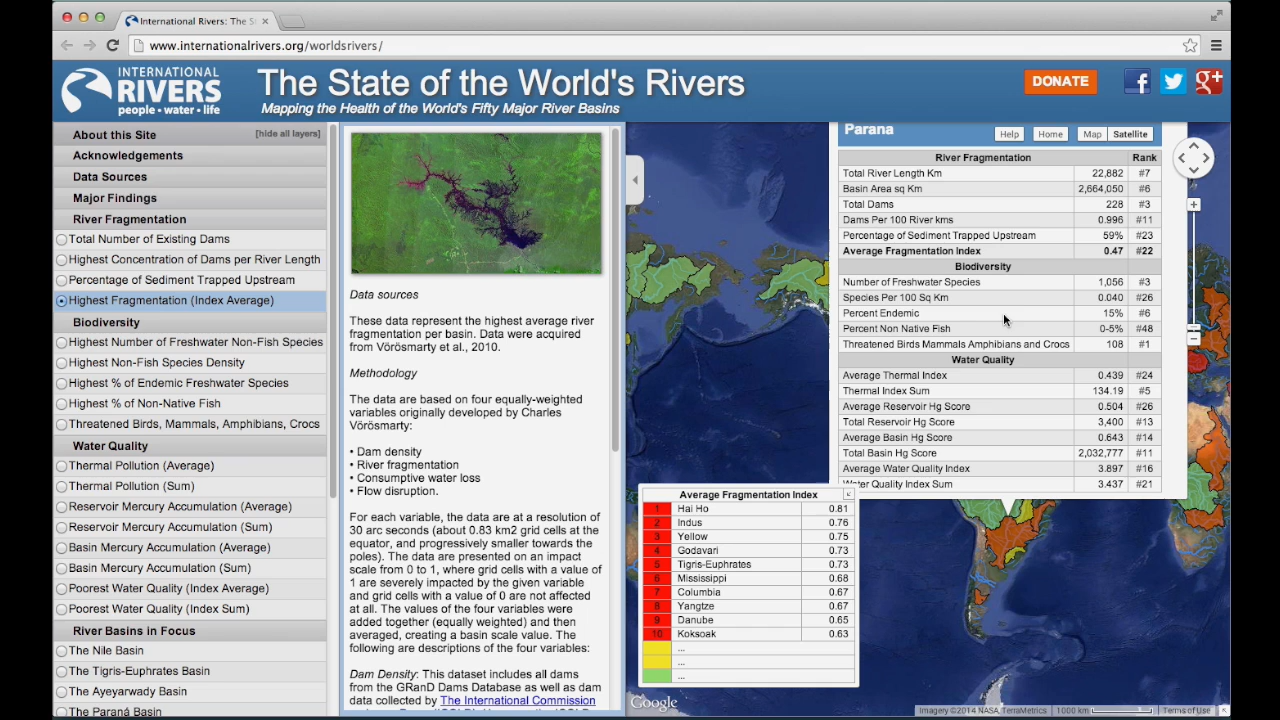 International Rivers: The S
www.internationalrivers.org/worldsrivers/
INTERNATIONAL
RIVERS
people • water • life
The State of the World's Rivers
Mapping the Health of the World's Fifty Major River Basins
DONATE
About this Site [hide all layers]
Acknowledgements
Data Sources
Major Findings
River Fragmentation
Total Number of Existing Dams
Highest Concentration of Dams per River Length
Percentage of Sediment Trapped Upstream
Highest Fragmentation (Index Average)
Biodiversity
Highest Number of Freshwater Non-Fish Species
Highest Non-Fish Species Density
Highest % of Endemic Freshwater Species
Highest % of Non-Native Fish
Threatened Birds, Mammals, Amphibians, Crocs
Water Quality
Thermal Pollution (Average)
Thermal Pollution (Sum)
Reservoir Mercury Accumulation (Average)
Reservoir Mercury Accumulation (Sum)
Basin Mercury Accumulation (Average)
Basin Mercury Accumulation (Sum)
Poorest Water Quality (Index Average)
Poorest Water Quality (Index Sum)
River Basins in Focus
The Nile Basin
The Tigris-Euphrates Basin
The Ayeyarwady Basin
The Paraná Basin
Data sources
These data represent the highest average river
fragmentation per basin. Data were acquired
from Vörösmarty et al., 2010.
Methodology
The data are based on four equally-weighted
variables originally developed by Charles
Vörösmarty:
• Dam density
• River fragmentation
• Consumptive water loss
• Flow disruption.
For each variable, the data are at a resolution of
30 arc seconds (about 0.83 km2 grid cells at the
equator, and progressively smaller towards the
poles). The data are presented on an impact
scale from 0 to 1, where grid cells with a value of
1 are severely impacted by the given variable
and grid cells with a value of 0 are not affected
at all. The values of the four variables were
added together (equally weighted) and then
averaged, creating a basin scale value. The
following are descriptions of the four variables:
Dam Density: This dataset includes all dams
from the GRanD Dams Database as well as dam
data collected by The International Commission
Parana
Help Home Map Satellite
River Fragmentation Rank
Total River Length Km 22,882 #7
Basin Area sq Km 2,664,050 #6
Total Dams 228 #3
Dams Per 100 River kms 0.996 #11
Percentage of Sediment Trapped Upstream 59% #23
Average Fragmentation Index 0.47 #22
Biodiversity
Number of Freshwater Species 1,056 #3
Species Per 100 Sq Km 0.040 #26
Percent Endemic 15% #6
Percent Non Native Fish 0-5% #48
Threatened Birds Mammals Amphibians and Crocs 108 #1
Water Quality
Average Thermal Index 0.439 #24
Thermal Index Sum 134.19 #5
Average Reservoir Hg Score 0.504 #26
Total Reservoir Hg Score 3,400 #13
Average Basin Hg Score 0.643 #14
Total Basin Hg Score 2,032,777 #11
Average Water Quality Index 3.897 #16
Water Quality Index Sum 3.437 #21
Average Fragmentation Index
1 Hai Ho 0.81
2 Indus 0.76
3 Yellow 0.75
4 Godavari 0.73
5 Tigris-Euphrates 0.73
6 Mississippi 0.68
7 Columbia 0.67
8 Yangtze 0.67
9 Danube 0.65
10 Koksoak 0.63
...
...
...
Google
Imagery ©2014 NASA, TerraMetrics 1000 km Terms of Use